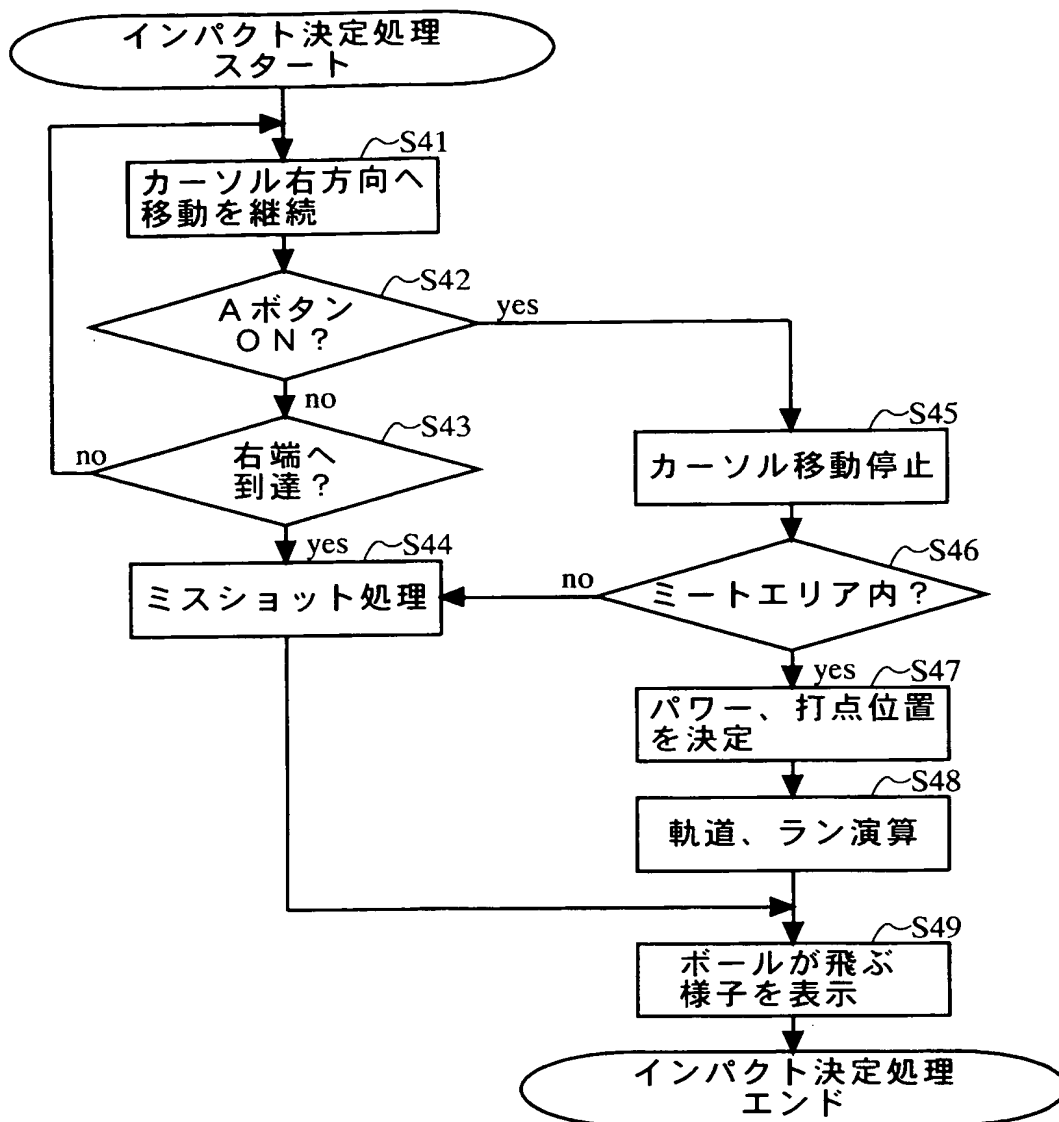 インパクト決定処理
スタート
S41
カーソル右方向へ
移動を継続
S42
Aボタン
ON?
yes
no
S43
右端へ
到達?
no
yes
S44
ミスショット処理
S45
カーソル移動停止
S46
ミートエリア内?
no
yes
S47
パワー、打点位置
を決定
S48
軌道、ラン演算
S49
ボールが飛ぶ
様子を表示
インパクト決定処理
エンド